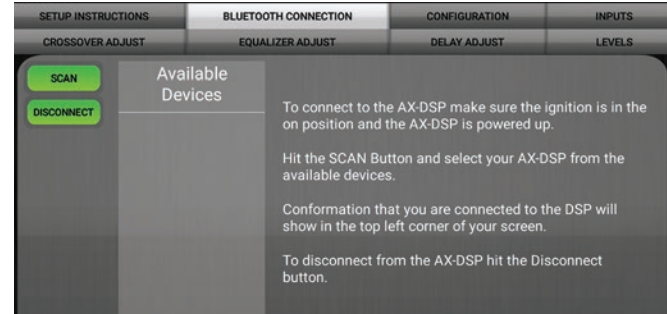 SETUP INSTRUCTIONS BLUETOOTH CONNECTION CONFIGURATION INPUTS
CROSSOVER ADJUST EQUALIZER ADJUST DELAY ADJUST LEVELS
SCAN
DISCONNECT
Available
Devices
To connect to the AX-DSP make sure the ignition is in the
on position and the AX-DSP is powered up.
Hit the SCAN Button and select your AX-DSP from the
available devices.
Conformation that you are connected to the DSP will
show in the top left corner of your screen.
To disconnect from the AX-DSP hit the Disconnect
button.